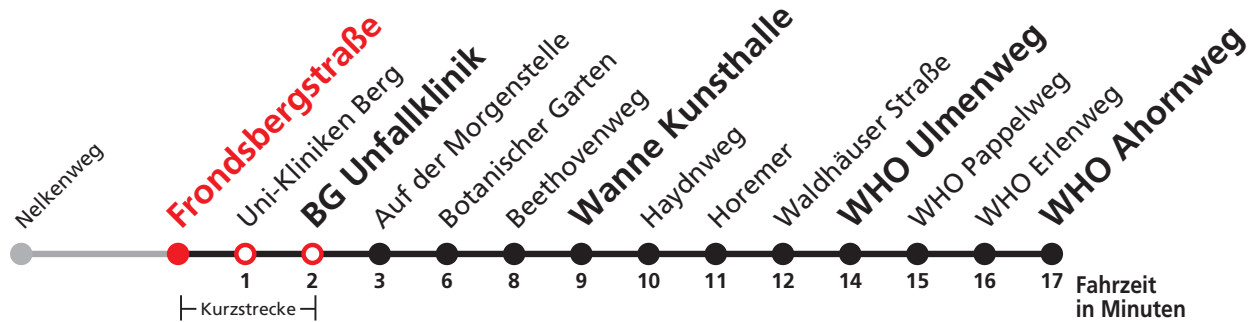 Nelkenweg
Frondsbergstraße
Uni-Kliniken Berg
BG Unfallklinik
Auf der Morgenstelle
Botanischer Garten
Beethovenweg
Wanne Kunsthalle
Haydnweg
Horemer
Waldhäuser Straße
WHO Ulmenweg
WHO Pappelweg
WHO Erlenweg
WHO Ahornweg
1 2 3 6 8 9 10 11 12 14 15 16 17 Fahrzeit
in Minuten
Kurzstrecke